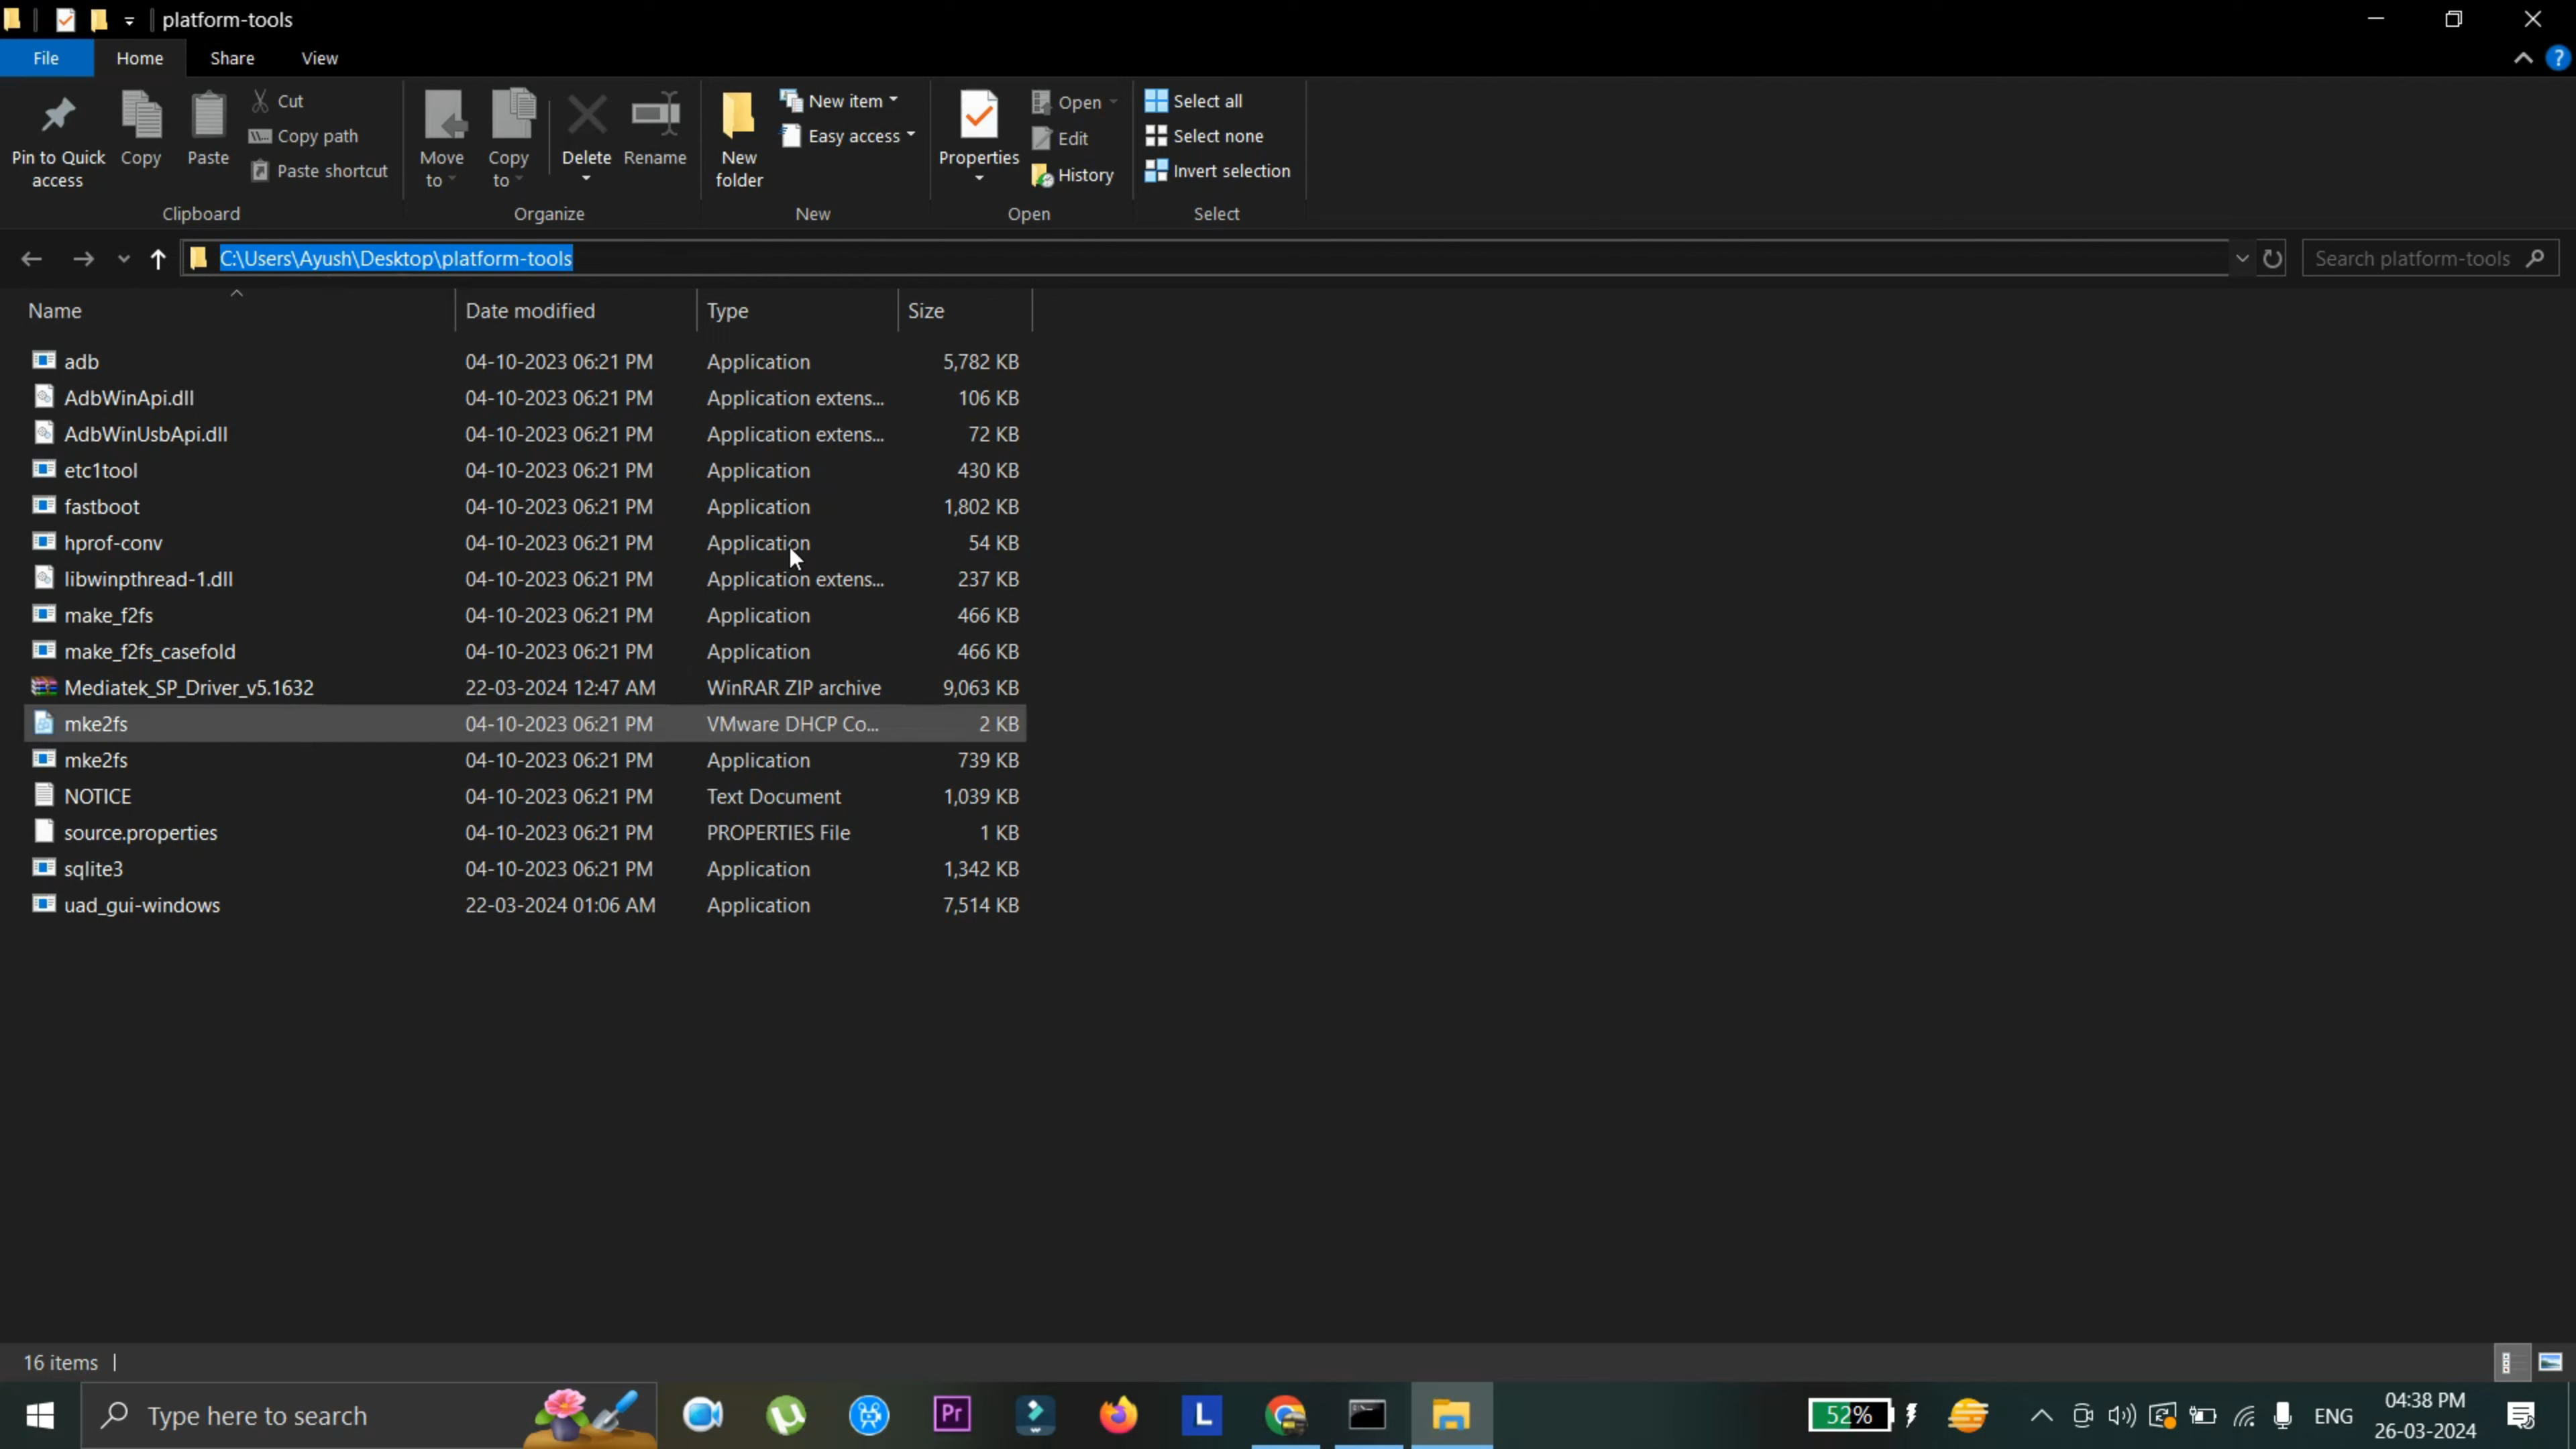 platform-tools
File Home Share View
Pin to Quick access
Copy
Paste
Cut
Copy path
Paste shortcut
Clipboard
Move to
Copy to
Delete
Rename
Organize
New folder
New item
Easy access
New
Properties
Open
Edit
History
Open
Select all
Select none
Invert selection
Select
C:\Users\Ayush\Desktop\platform-tools
Search platform-tools
Name Date modified Type Size
adb 04-10-2023 06:21 PM Application 5,782 KB
AdbWinApi.dll 04-10-2023 06:21 PM Application extens... 106 KB
AdbWinUsbApi.dll 04-10-2023 06:21 PM Application extens... 72 KB
etc1tool 04-10-2023 06:21 PM Application 430 KB
fastboot 04-10-2023 06:21 PM Application 1,802 KB
hprof-conv 04-10-2023 06:21 PM Application 54 KB
libwinpthread-1.dll 04-10-2023 06:21 PM Application extens... 237 KB
make_f2fs 04-10-2023 06:21 PM Application 466 KB
make_f2fs_casefold 04-10-2023 06:21 PM Application 466 KB
Mediatek_SP_Driver_v5.1632 22-03-2024 12:47 AM WinRAR ZIP archive 9,063 KB
mke2fs 04-10-2023 06:21 PM VMware DHCP Co... 2 KB
mke2fs 04-10-2023 06:21 PM Application 739 KB
NOTICE 04-10-2023 06:21 PM Text Document 1,039 KB
source.properties 04-10-2023 06:21 PM PROPERTIES File 1 KB
sqlite3 04-10-2023 06:21 PM Application 1,342 KB
uad_gui-windows 22-03-2024 01:06 AM Application 7,514 KB
16 items
Type here to search
Pr
L
52%
ENG
04:38 PM
26-03-2024